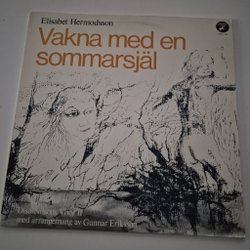 Elisabet Hermodsson
Vakna med en
sommarsjäl
med arrangemang av Gunnar Eriksson